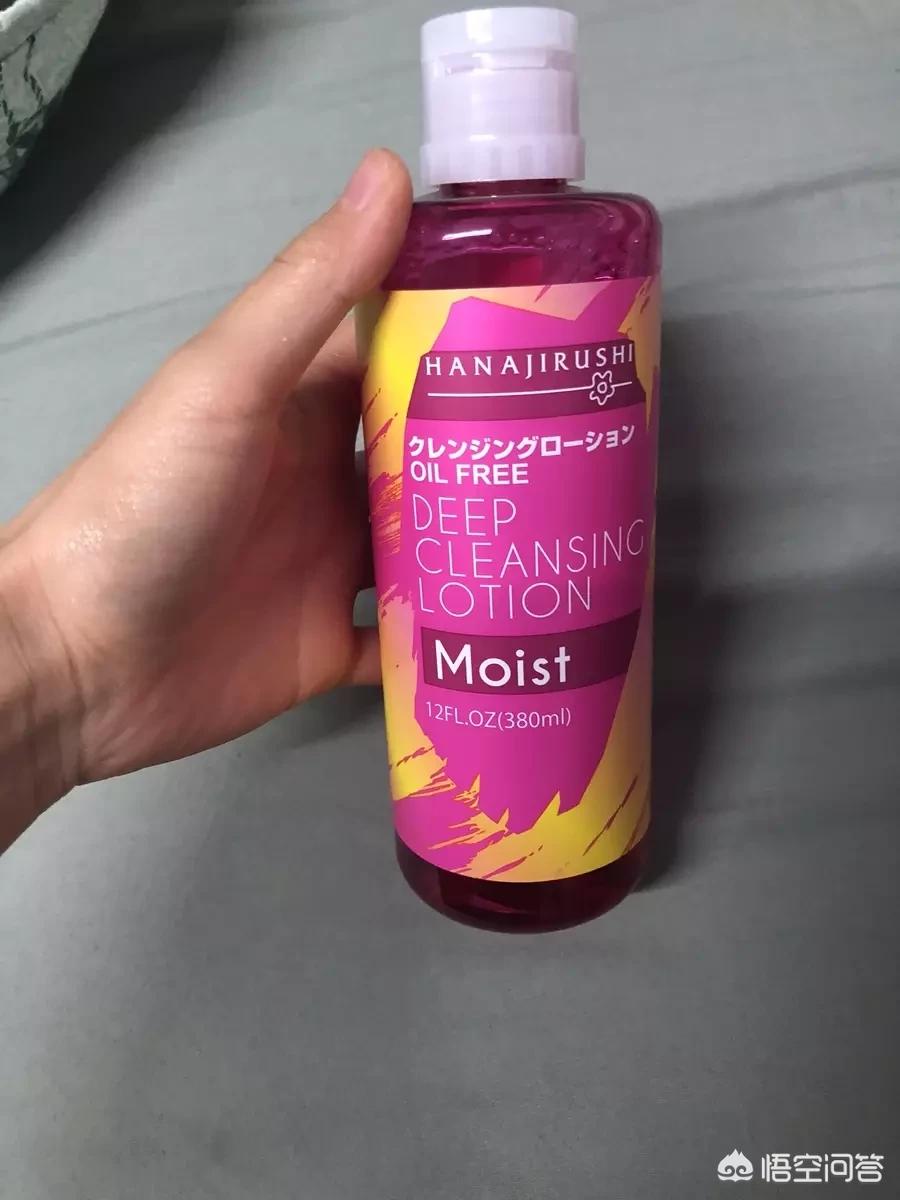 HANAJIRUSHI
クレンジングローション
OIL FREE
DEEP
CLEANSING
LOTION
Moist
12FL.OZ(380ml)
悟空问答